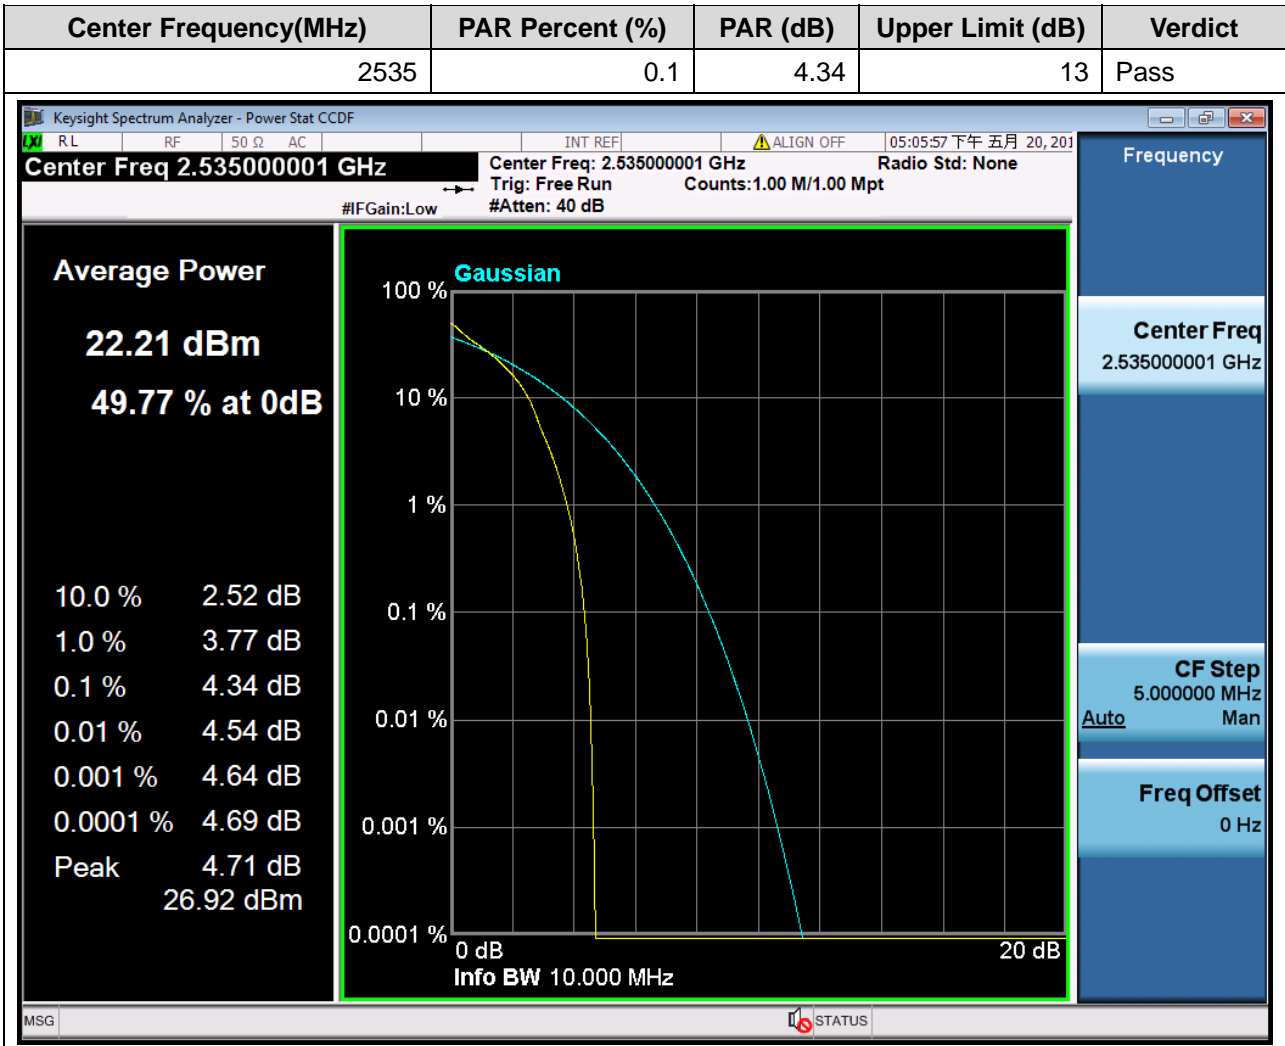 Center Frequency(MHz) PAR Percent (%) PAR (dB) Upper Limit (dB) Verdict
2535 0.1 4.34 13 Pass
Keysight Spectrum Analyzer - Power Stat CCDF
LXI RL RF 50 Ω AC INT REF ALIGN OFF 05:05:57 下午 五月 20, 201
Center Freq 2.535000001 GHz
#IFGain:Low
Center Freq: 2.535000001 GHz Radio Std: None
Trig: Free Run Counts:1.00 M/1.00 Mpt
#Atten: 40 dB
Average Power
22.21 dBm
49.77 % at 0dB
10.0 % 2.52 dB
1.0 % 3.77 dB
0.1 % 4.34 dB
0.01 % 4.54 dB
0.001 % 4.64 dB
0.0001 % 4.69 dB
Peak 4.71 dB
26.92 dBm
Gaussian
100 %
10 %
1 %
0.1 %
0.01 %
0.001 %
0.0001 %
0 dB 20 dB
Info BW 10.000 MHz
Frequency
Center Freq
2.535000001 GHz
CF Step
5.000000 MHz
Auto Man
Freq Offset
0 Hz
MSG STATUS